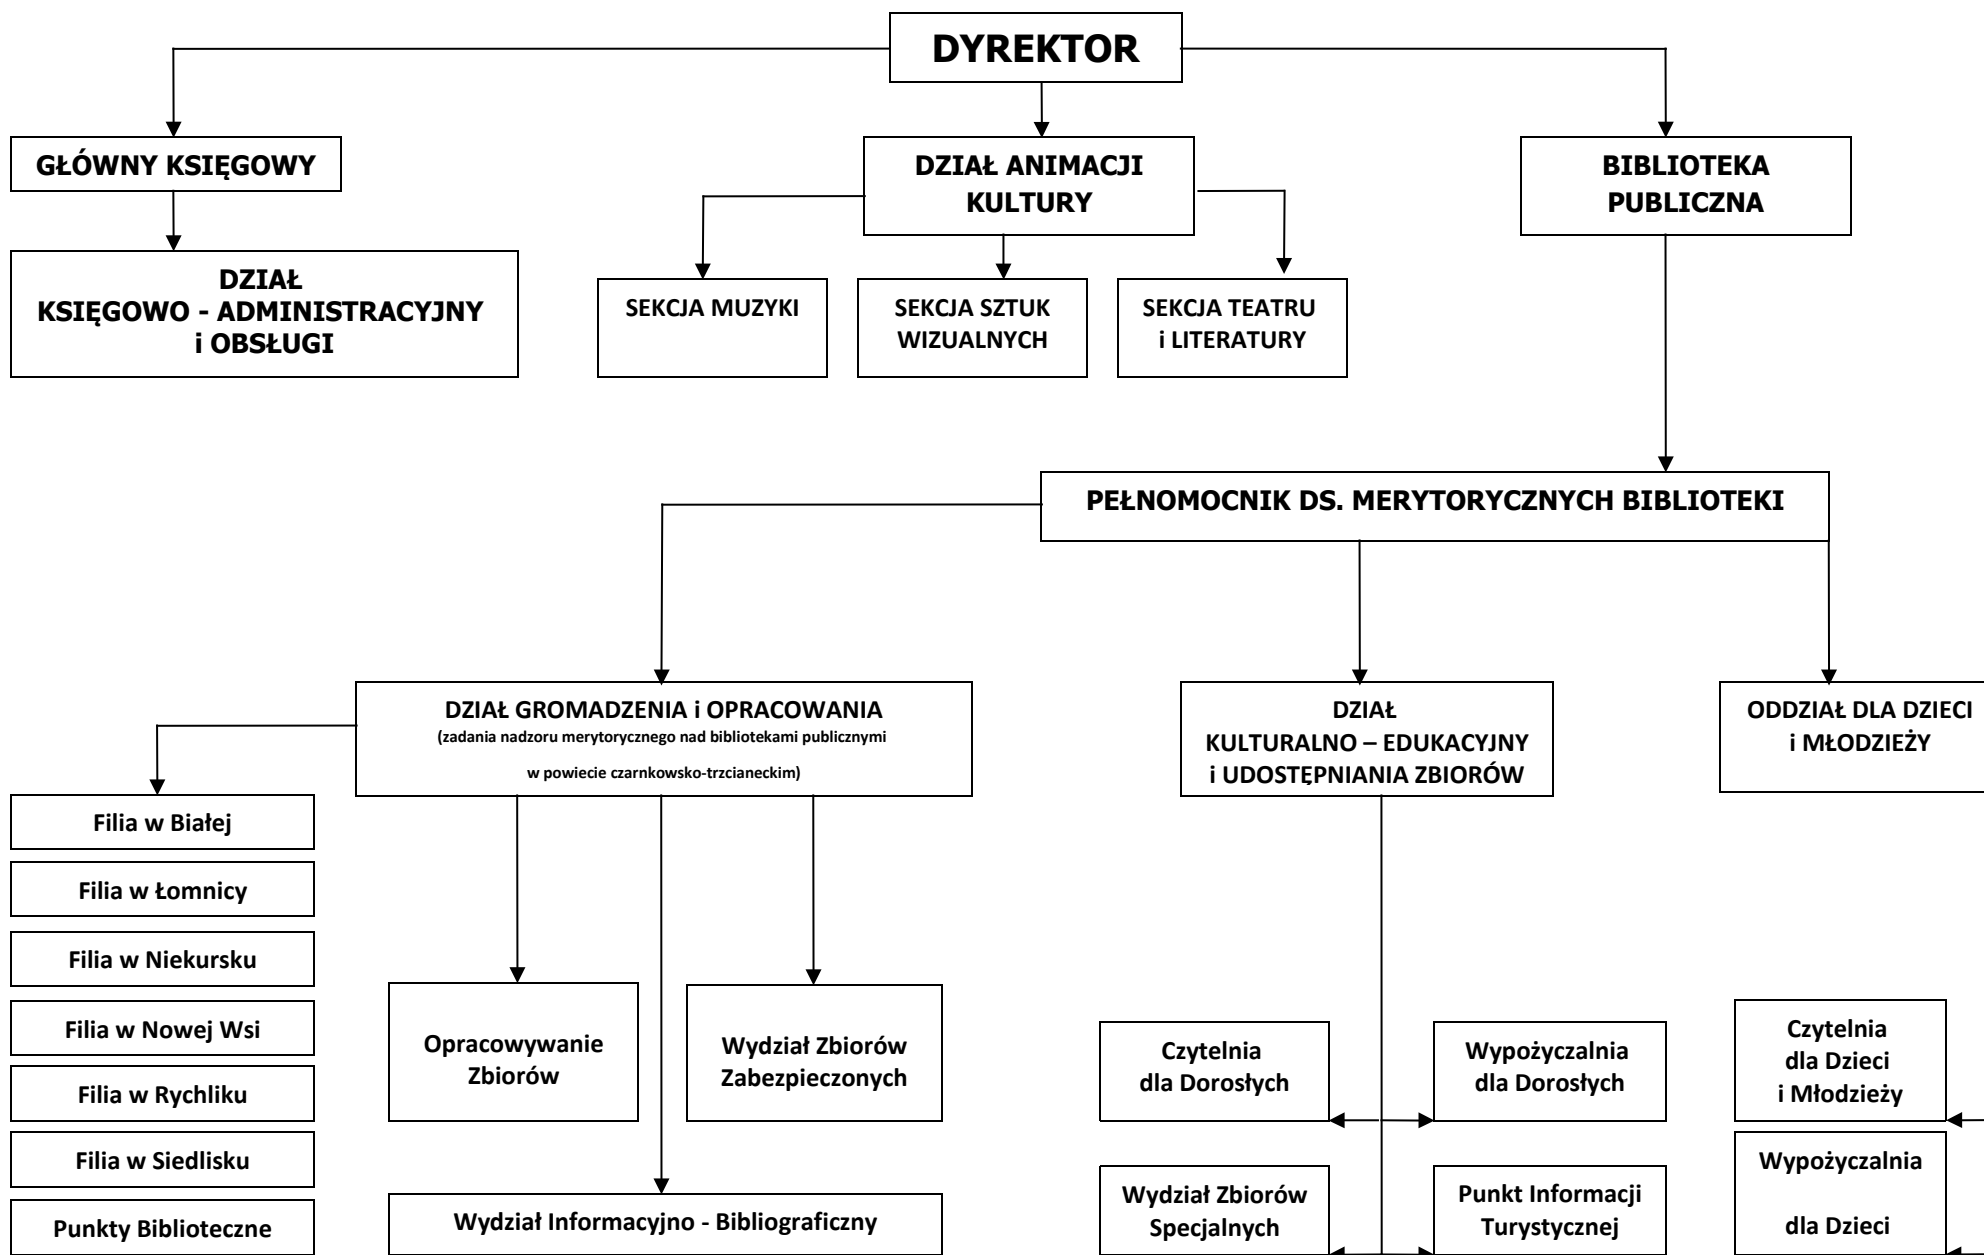 DYREKTOR
GŁÓWNY KSIĘGOWY
DZIAŁ ANIMACJI
KULTURY
BIBLIOTEKA
PUBLICZNA
DZIAŁ
KSIĘGOWO - ADMINISTRACYJNY
i OBSŁUGI
SEKCJA MUZYKI
SEKCJA SZTUK
WIZUALNYCH
SEKCJA TEATRU
i LITERATURY
PEŁNOMOCNIK DS. MERYTORYCZNYCH BIBLIOTEKI
DZIAŁ GROMADZENIA i OPRACOWANIA
(zadania nadzoru merytorycznego nad bibliotekami publicznymi
w powiecie czarnkowsko-trzcianeckim)
DZIAŁ
KULTURALNO – EDUKACYJNY
i UDOSTĘPNIANIA ZBIORÓW
ODDZIAŁ DLA DZIECI
i MŁODZIEŻY
Filia w Białej
Filia w Łomnicy
Filia w Niekursku
Filia w Nowej Wsi
Filia w Rychliku
Filia w Siedlisku
Punkty Biblioteczne
Opracowywanie
Zbiorów
Wydział Zbiorów
Zabezpieczonych
Wydział Informacyjno - Bibliograficzny
Czytelnia
dla Dorosłych
Wypożyczalnia
dla Dorosłych
Wydział Zbiorów
Specjalnych
Punkt Informacji
Turystycznej
Czytelnia
dla Dzieci
i Młodzieży
Wypożyczalnia
dla Dzieci